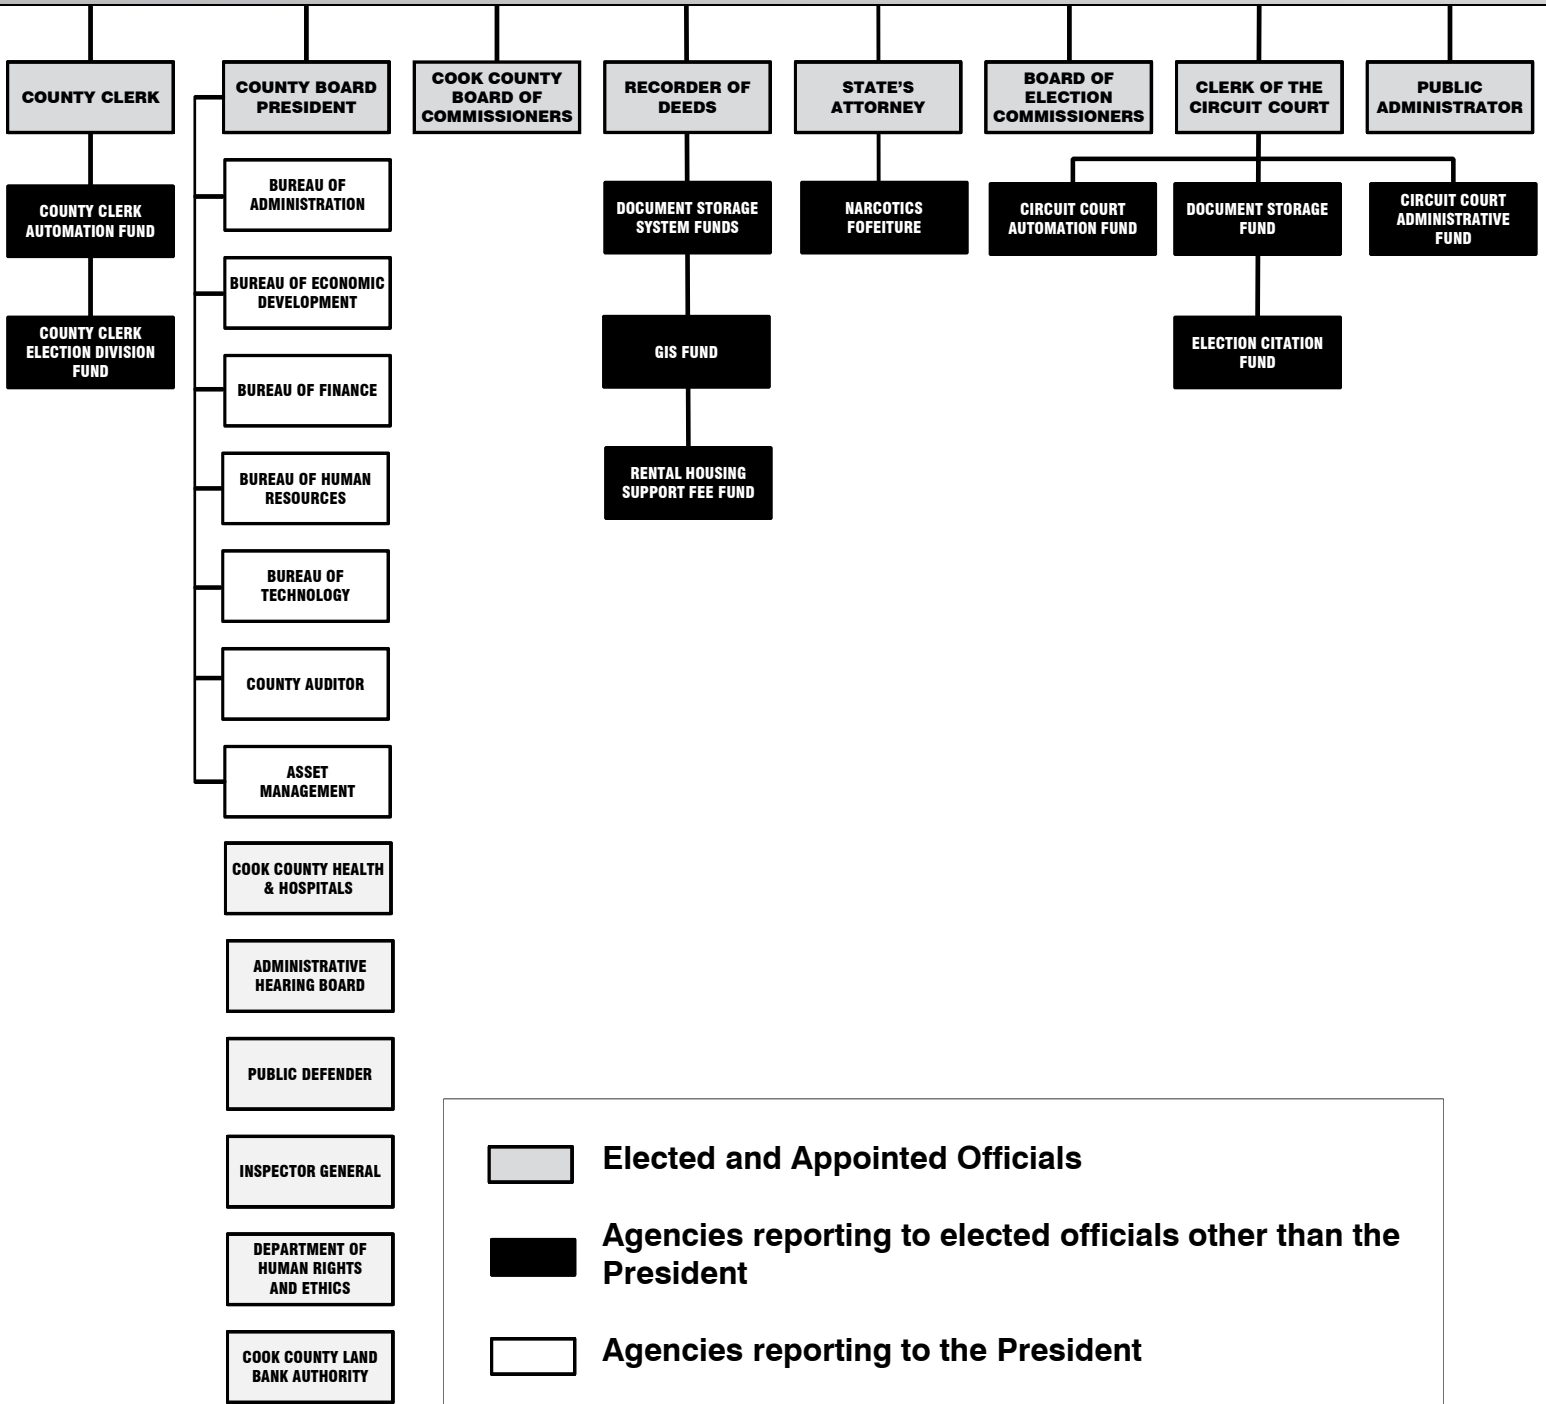 COUNTY CLERK
COUNTY BOARD
PRESIDENT
COOK COUNTY
BOARD OF
COMMISSIONERS
RECORDER OF
DEEDS
STATE'S
ATTORNEY
BOARD OF
ELECTION
COMMISSIONERS
CLERK OF THE
CIRCUIT COURT
PUBLIC
ADMINISTRATOR
COUNTY CLERK
AUTOMATION FUND
COUNTY CLERK
ELECTION DIVISION
FUND
BUREAU OF
ADMINISTRATION
BUREAU OF ECONOMIC
DEVELOPMENT
BUREAU OF FINANCE
BUREAU OF HUMAN
RESOURCES
BUREAU OF
TECHNOLOGY
COUNTY AUDITOR
ASSET
MANAGEMENT
COOK COUNTY HEALTH
& HOSPITALS
ADMINISTRATIVE
HEARING BOARD
PUBLIC DEFENDER
INSPECTOR GENERAL
DEPARTMENT OF
HUMAN RIGHTS
AND ETHICS
COOK COUNTY LAND
BANK AUTHORITY
DOCUMENT STORAGE
SYSTEM FUNDS
GIS FUND
RENTAL HOUSING
SUPPORT FEE FUND
NARCOTICS
FOFEITURE
CIRCUIT COURT
AUTOMATION FUND
DOCUMENT STORAGE
FUND
ELECTION CITATION
FUND
CIRCUIT COURT
ADMINISTRATIVE
FUND
Elected and Appointed Officials
Agencies reporting to elected officials other than the
President
Agencies reporting to the President